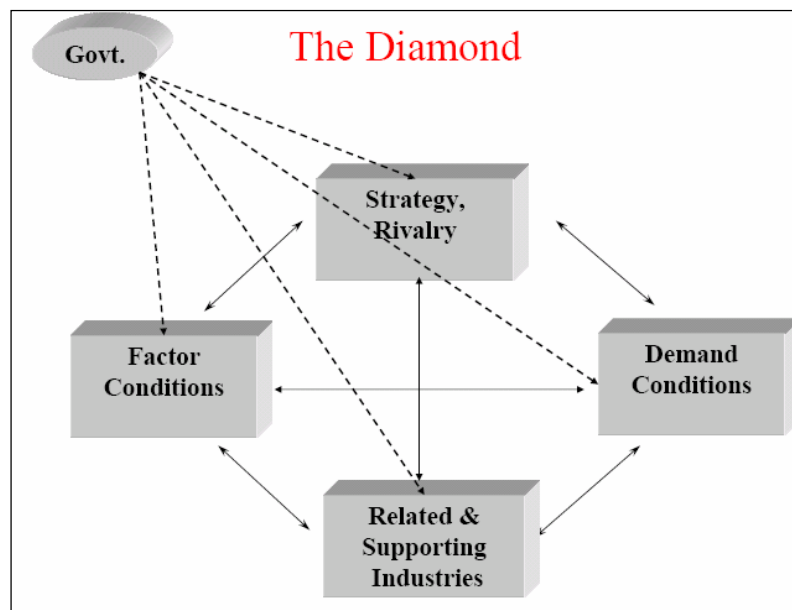 The Diamond
Govt.
Strategy,
Rivalry
Factor
Conditions
Demand
Conditions
Related &
Supporting
Industries